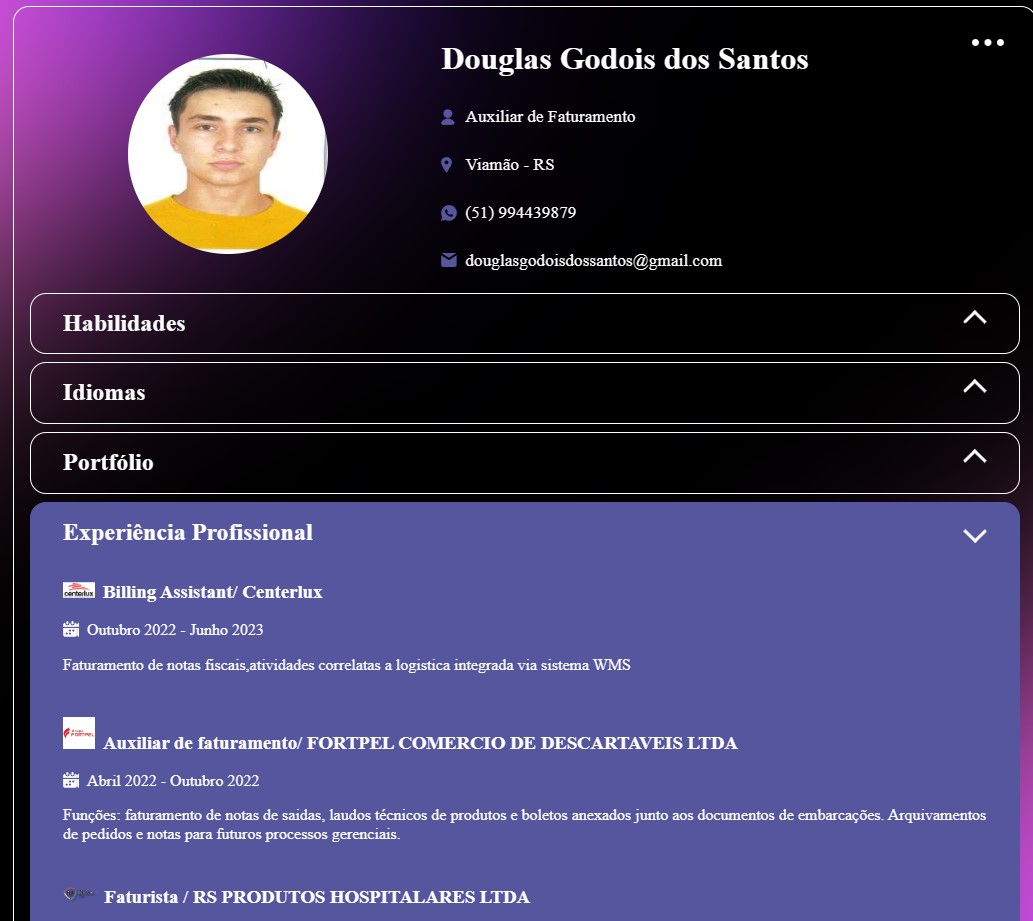 Douglas Godois dos Santos
Auxiliar de Faturamento
Viamão - RS
(51) 994439879
douglasgodoisdossantos@gmail.com
Habilidades
Idiomas
Portfólio
Experiência Profissional
centerlux
Billing Assistant/ Centerlux
Outubro 2022 - Junho 2023
Faturamento de notas fiscais,atividades correlatas a logistica integrada via sistema WMS
FORTPEL
Auxiliar de faturamento/ FORTPEL COMERCIO DE DESCARTAVEIS LTDA
Abril 2022 - Outubro 2022
Funções: faturamento de notas de saidas, laudos técnicos de produtos e boletos anexados junto aos documentos de embarcações. Arquivamentos
de pedidos e notas para futuros processos gerenciais.
Faturista / RS PRODUTOS HOSPITALARES LTDA